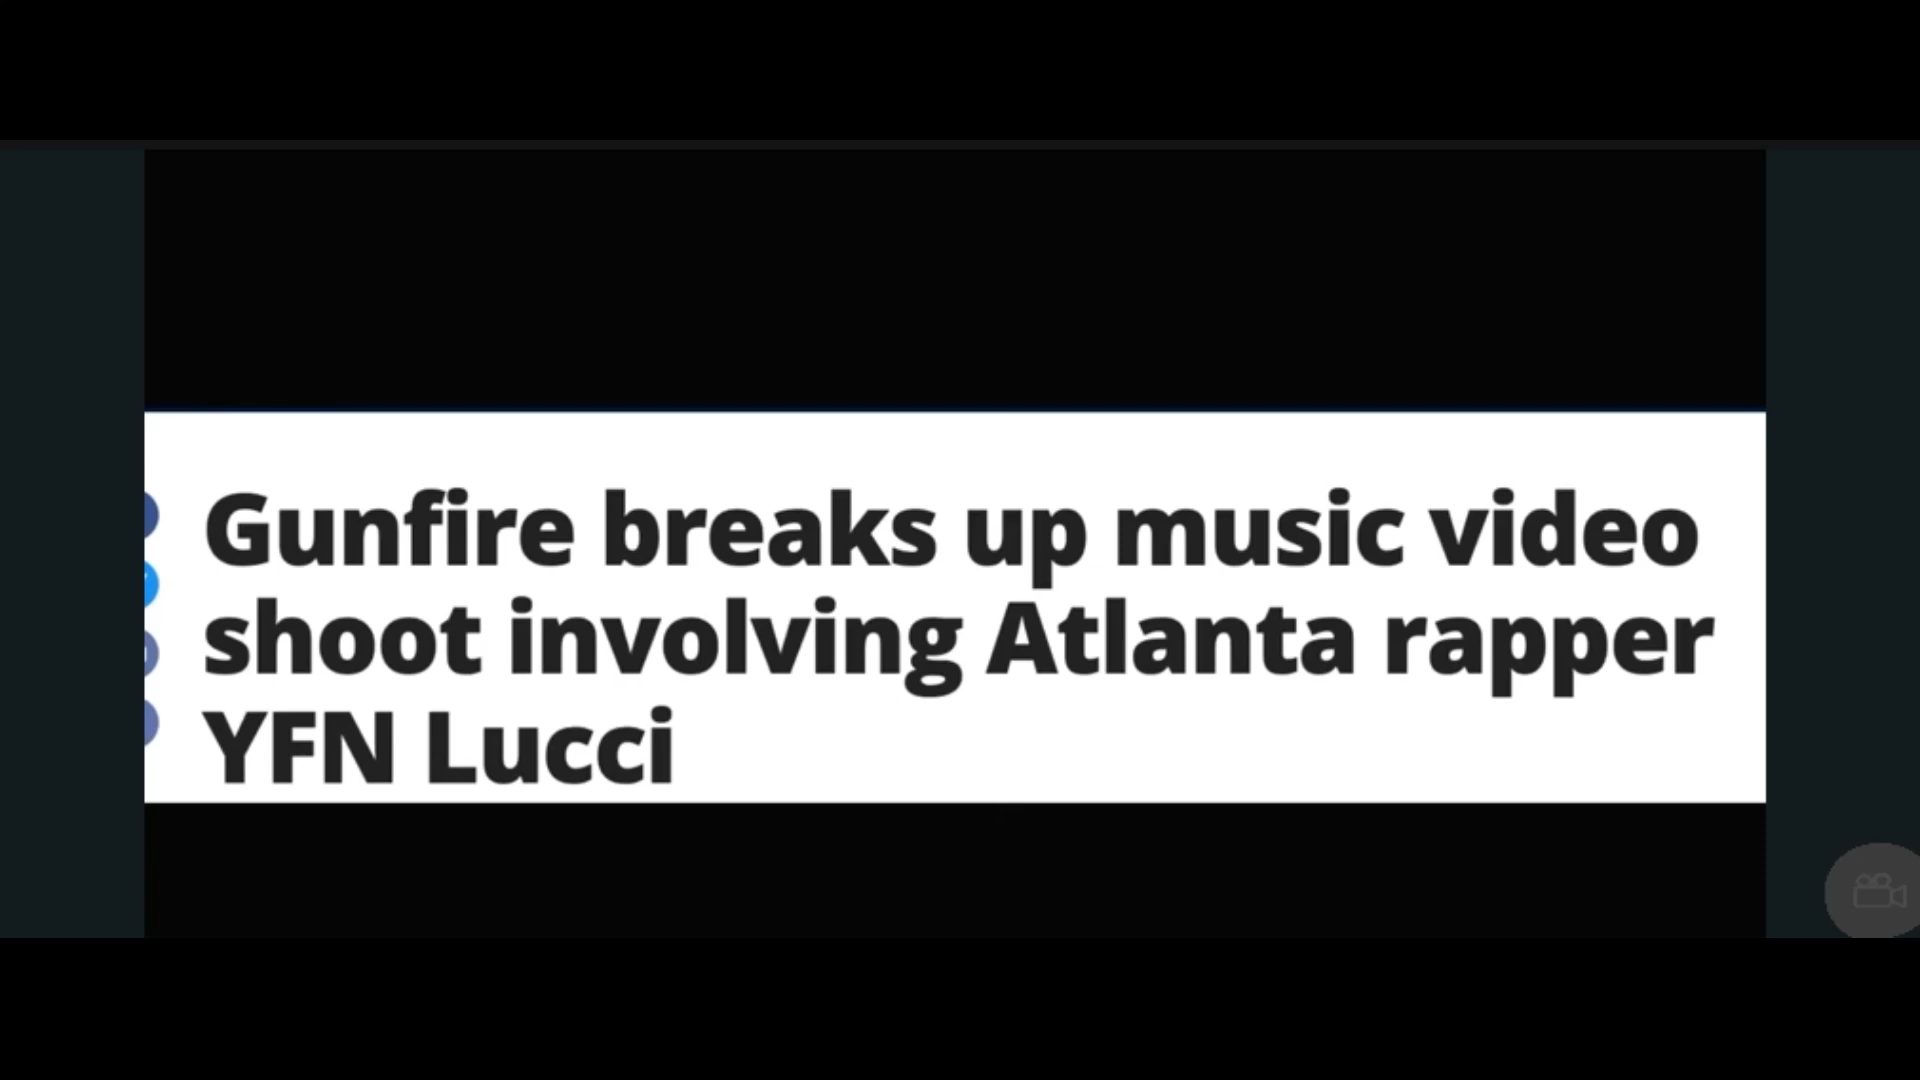 Gunfire breaks up music video
shoot involving Atlanta rapper
YFN Lucci